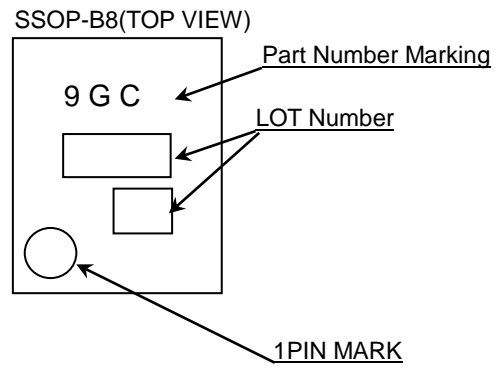 SSOP-B8(TOP VIEW)
Part Number Marking
9 G C
LOT Number
1PIN MARK